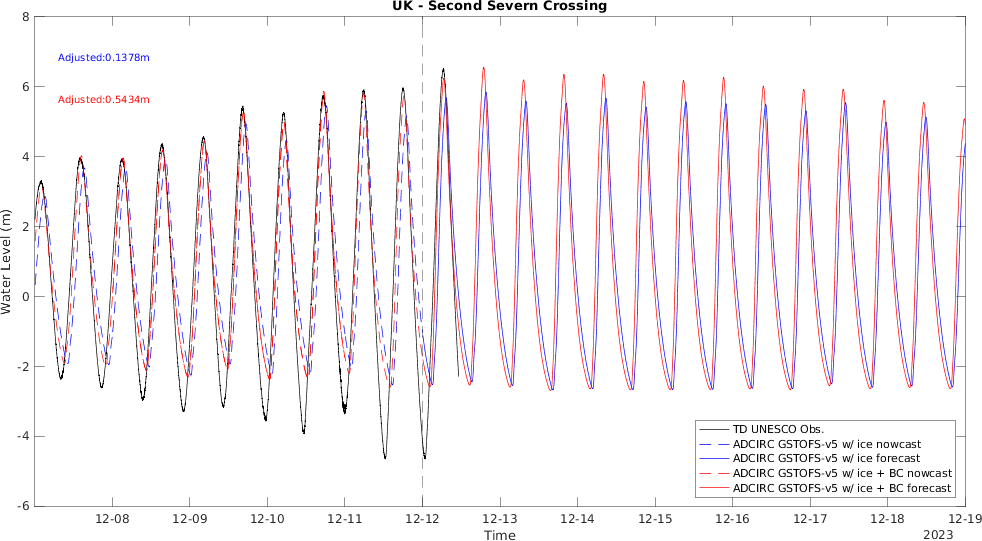 UK - Second Severn Crossing
8
6
4
2
0
-2
-4
-6
Water Level (m)
Adjusted:0.1378m
Adjusted:0.5434m
TD UNESCO Obs.
ADCIRC GSTOFS-v5 w/ ice nowcast
ADCIRC GSTOFS-v5 w/ ice forecast
ADCIRC GSTOFS-v5 w/ ice + BC nowcast
ADCIRC GSTOFS-v5 w/ ice + BC forecast
12-08 12-09 12-10 12-11 12-12 12-13 12-14 12-15 12-16 12-17 12-18 12-19
Time
2023